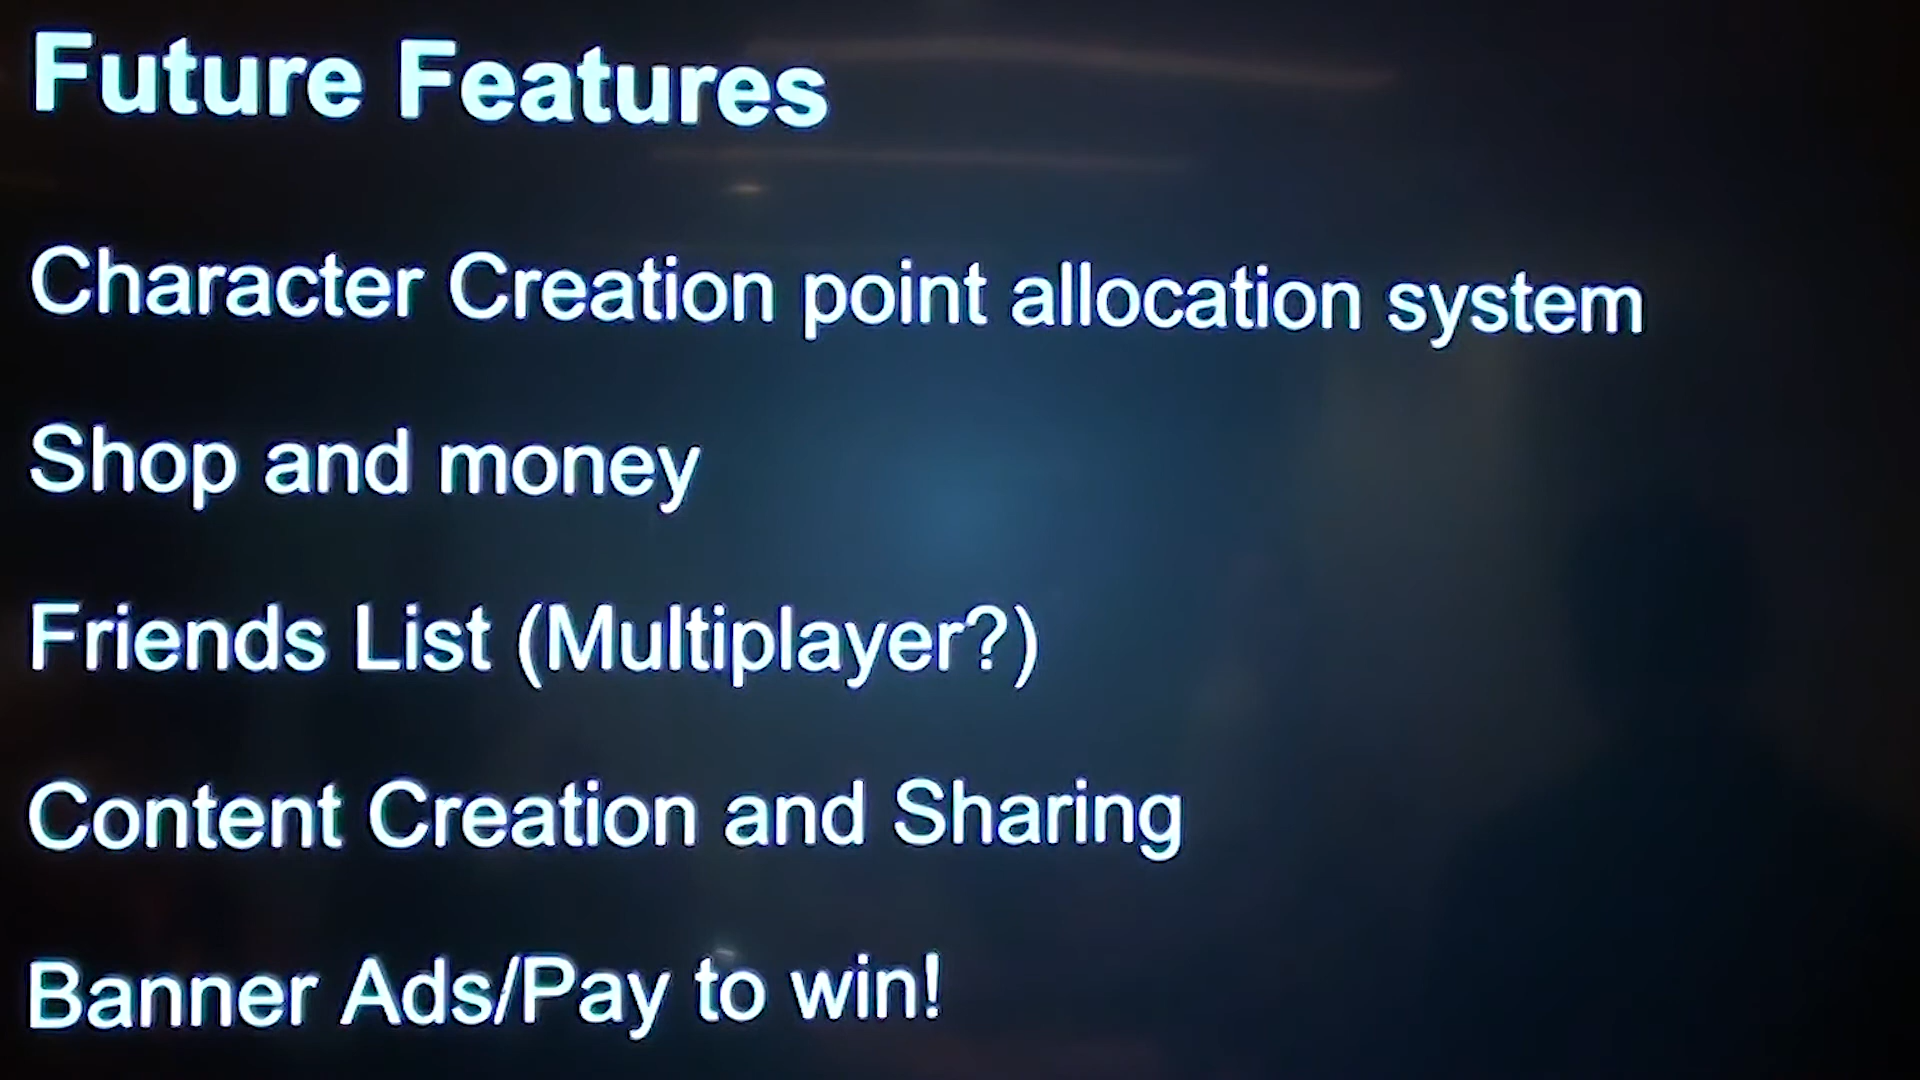 Future Features
Character Creation point allocation system
Shop and money
Friends List (Multiplayer?)
Content Creation and Sharing
Banner Ads/Pay to win!